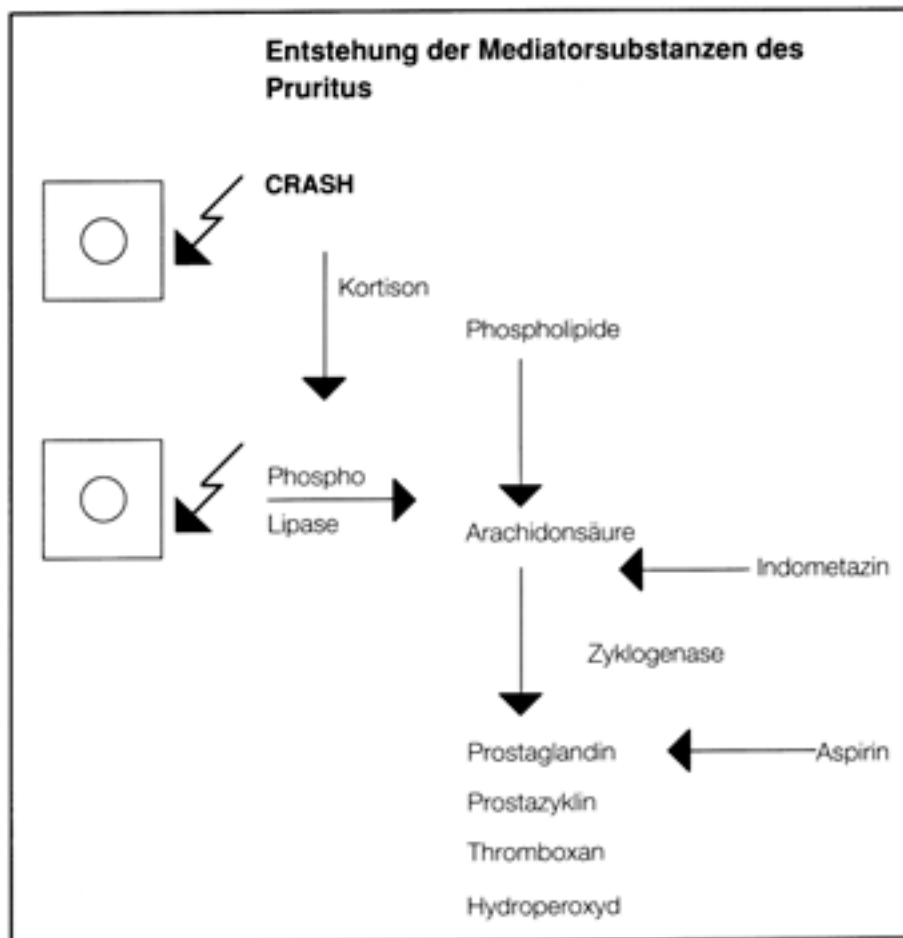 Entstehung der Mediatorsubstanzen des
Pruritus
CRASH
Kortison
Phospholipide
Phospho
Lipase
Arachidonsäure
Indometazin
Zyklogenase
Prostaglandin
Aspirin
Prostazyklin
Thromboxan
Hydroperoxyd